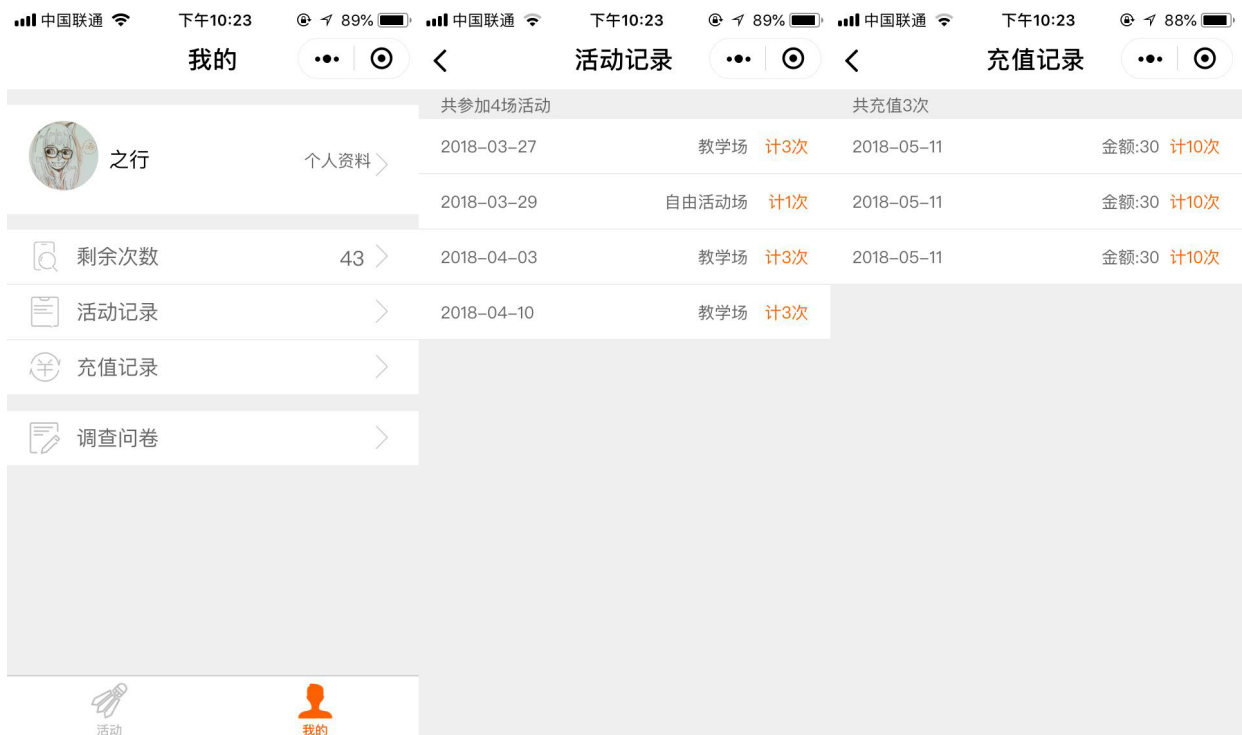 中国联通 下午10:23 89%
我的
之行 个人资料
剩余次数 43
活动记录
充值记录
调查问卷
活动 我的
中国联通 下午10:23 89%
活动记录
共参加4场活动
2018-03-27 教学场 计3次
2018-03-29 自由活动场 计1次
2018-04-03 教学场 计3次
2018-04-10 教学场 计3次
中国联通 下午10:23 88%
充值记录
共充值3次
2018-05-11 金额:30 计10次
2018-05-11 金额:30 计10次
2018-05-11 金额:30 计10次